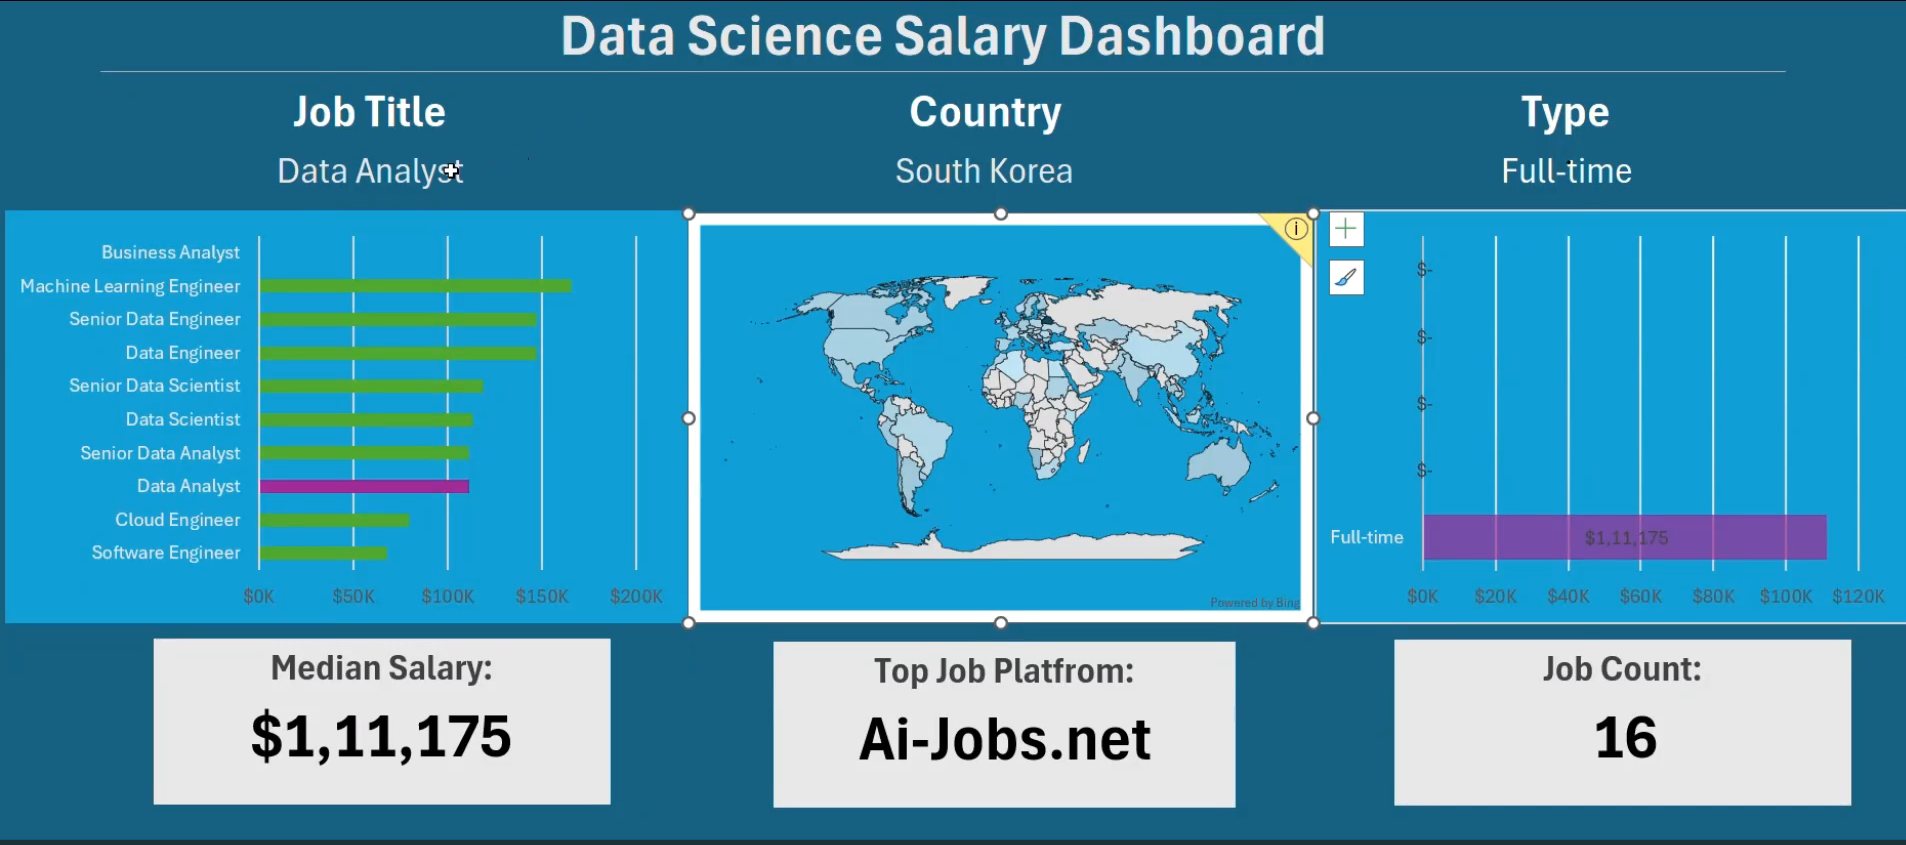 Data Science Salary Dashboard
Job Title
Data Analyst
Country
South Korea
Type
Full-time
Business Analyst
Machine Learning Engineer
Senior Data Engineer
Data Engineer
Senior Data Scientist
Data Scientist
Senior Data Analyst
Data Analyst
Cloud Engineer
Software Engineer
$0K $50K $100K $150K $200K
Powered by Bing
$-
$-
$-
$-
Full-time $1,11,175
$0K $20K $40K $60K $80K $100K $120K
Median Salary:
$1,11,175
Top Job Platfrom:
Ai-Jobs.net
Job Count:
16